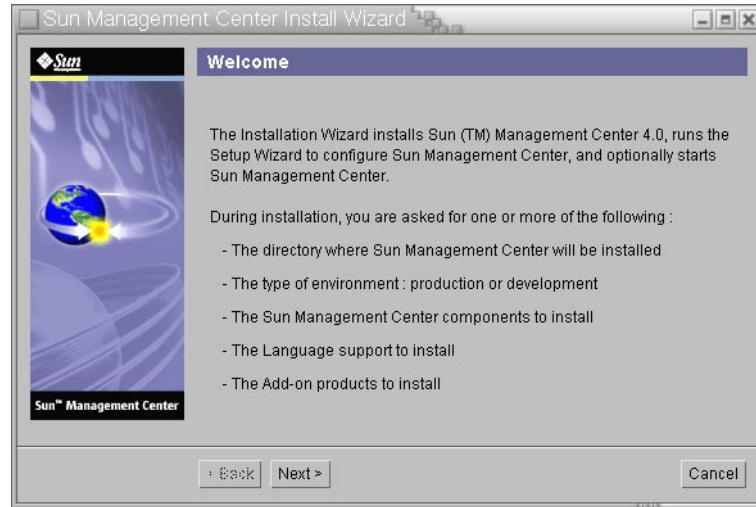 Sun Management Center Install Wizard
Sun
Welcome
The Installation Wizard installs Sun (TM) Management Center 4.0, runs the
Setup Wizard to configure Sun Management Center, and optionally starts
Sun Management Center.
During installation, you are asked for one or more of the following :
- The directory where Sun Management Center will be installed
- The type of environment : production or development
- The Sun Management Center components to install
- The Language support to install
- The Add-on products to install
Sun™ Management Center
< Back
Next >
Cancel